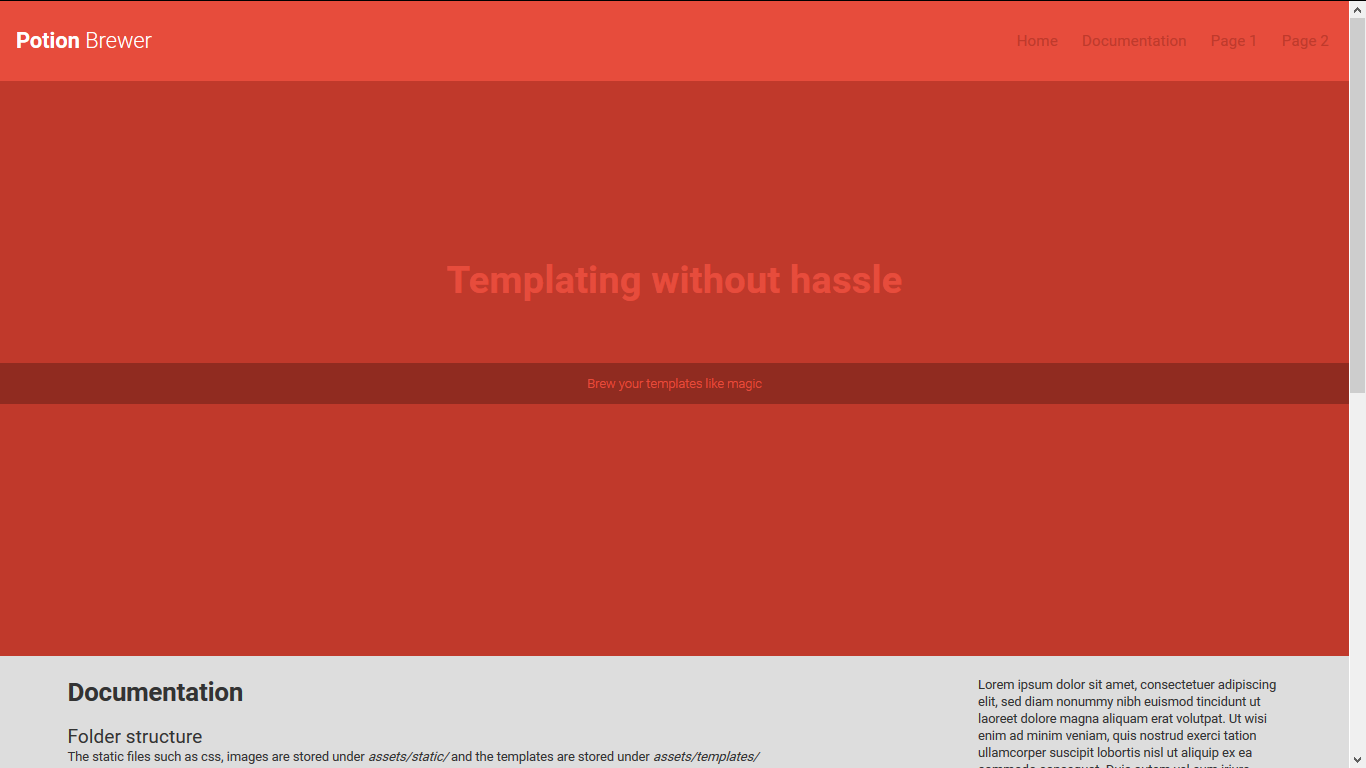 Potion Brewer
Home Documentation Page 1 Page 2
Templating without hassle
Brew your templates like magic
Documentation
Folder structure
The static files such as css, images are stored under assets/static/ and the templates are stored under assets/templates/
Lorem ipsum dolor sit amet, consectetuer adipiscing
elit, sed diam nonummy nibh euismod tincidunt ut
laoreet dolore magna aliquam erat volutpat. Ut wisi
enim ad minim veniam, quis nostrud exerci tation
ullamcorper suscipit lobortis nisl ut aliquip ex ea